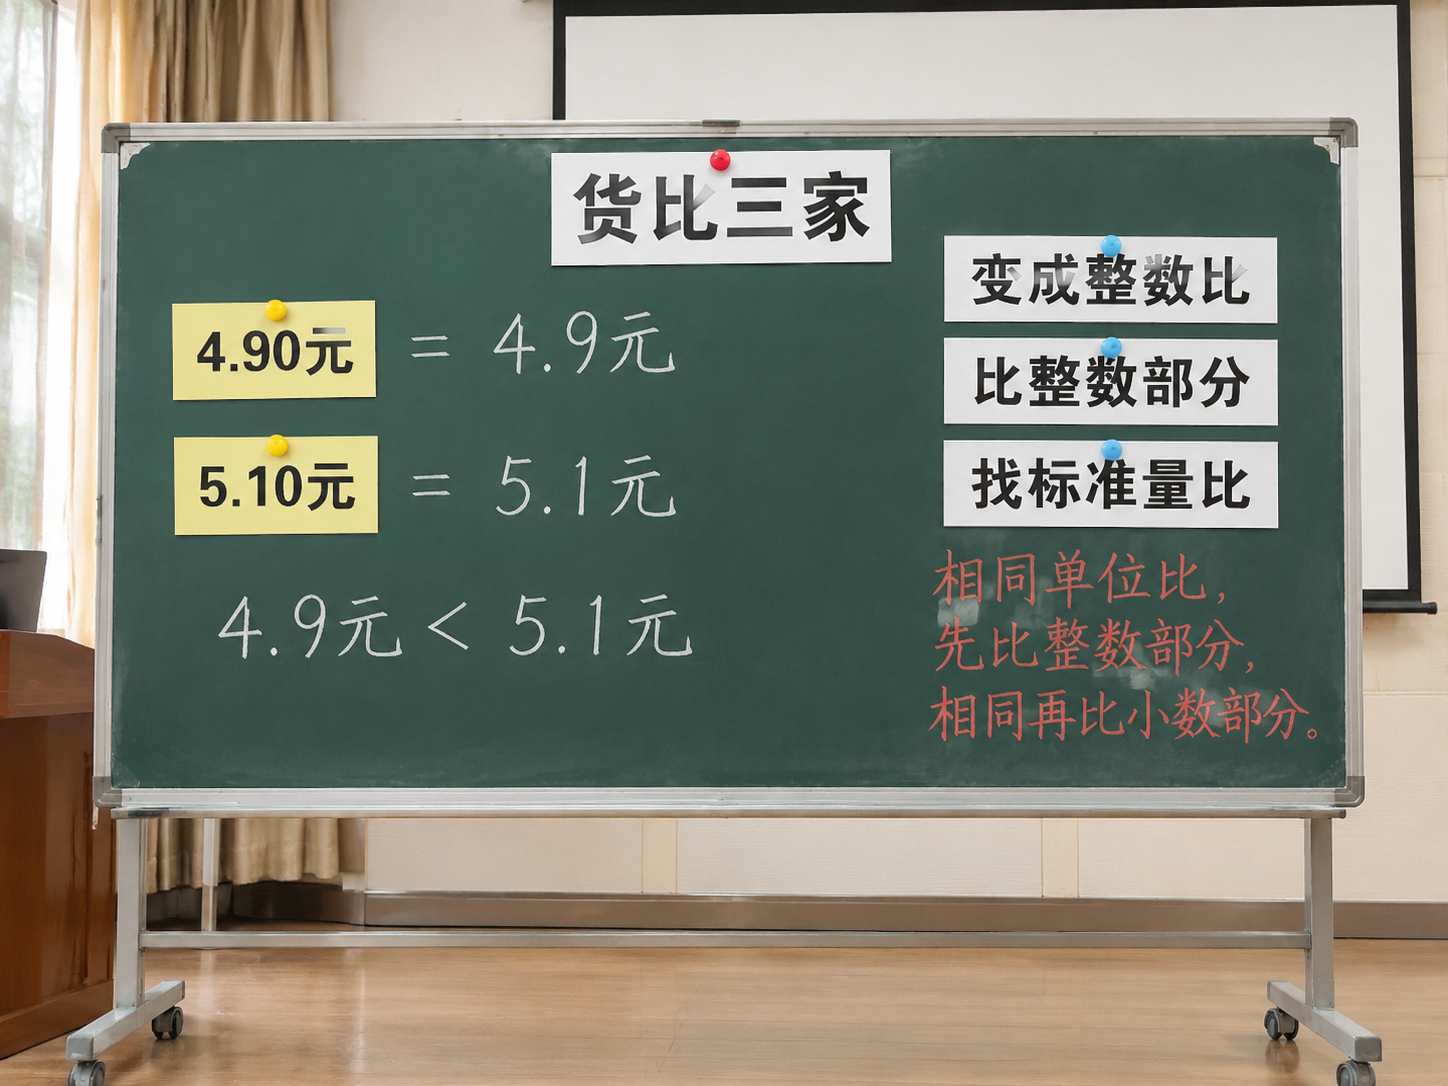 货比三家
4.90元 = 4.9元
5.10元 = 5.1元
4.9元 < 5.1元
变成整数比
比整数部分
找标准量比
相同单位比，
先比整数部分，
相同再比小数部分。